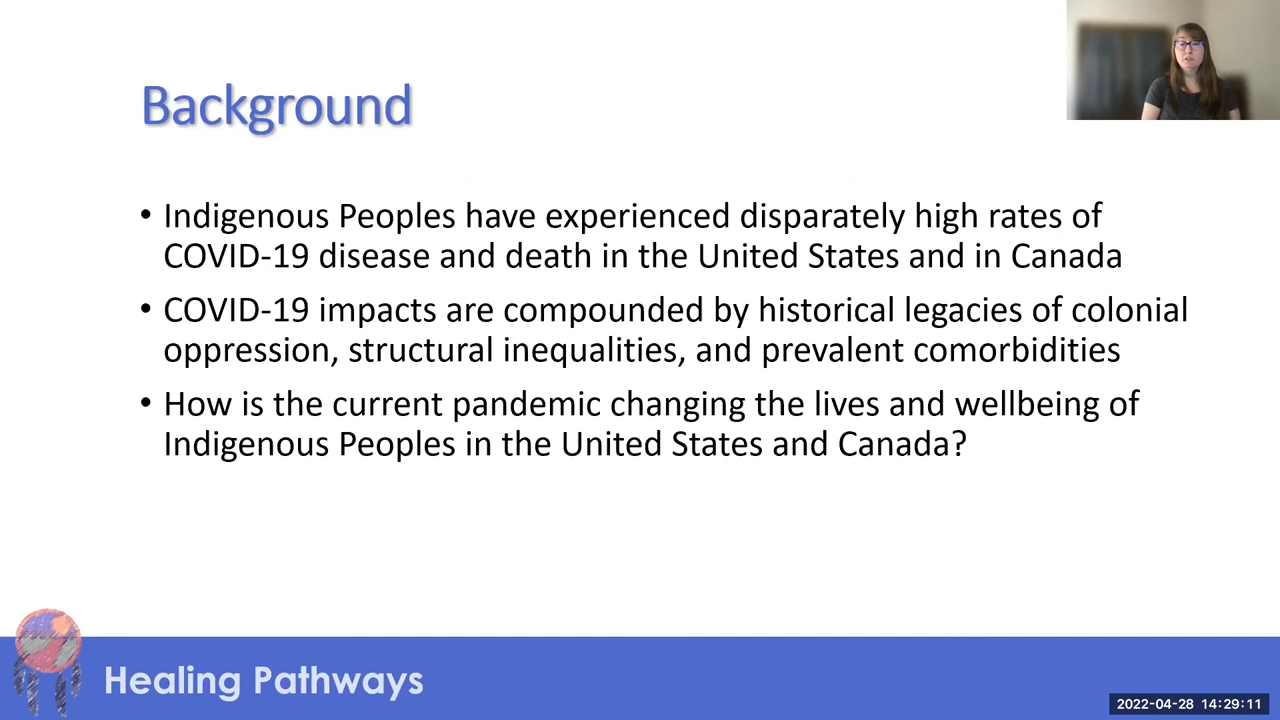 Background
• Indigenous Peoples have experienced disparately high rates of
COVID-19 disease and death in the United States and in Canada
• COVID-19 impacts are compounded by historical legacies of colonial
oppression, structural inequalities, and prevalent comorbidities
• How is the current pandemic changing the lives and wellbeing of
Indigenous Peoples in the United States and Canada?
Healing Pathways
2022-04-28 14:29:11